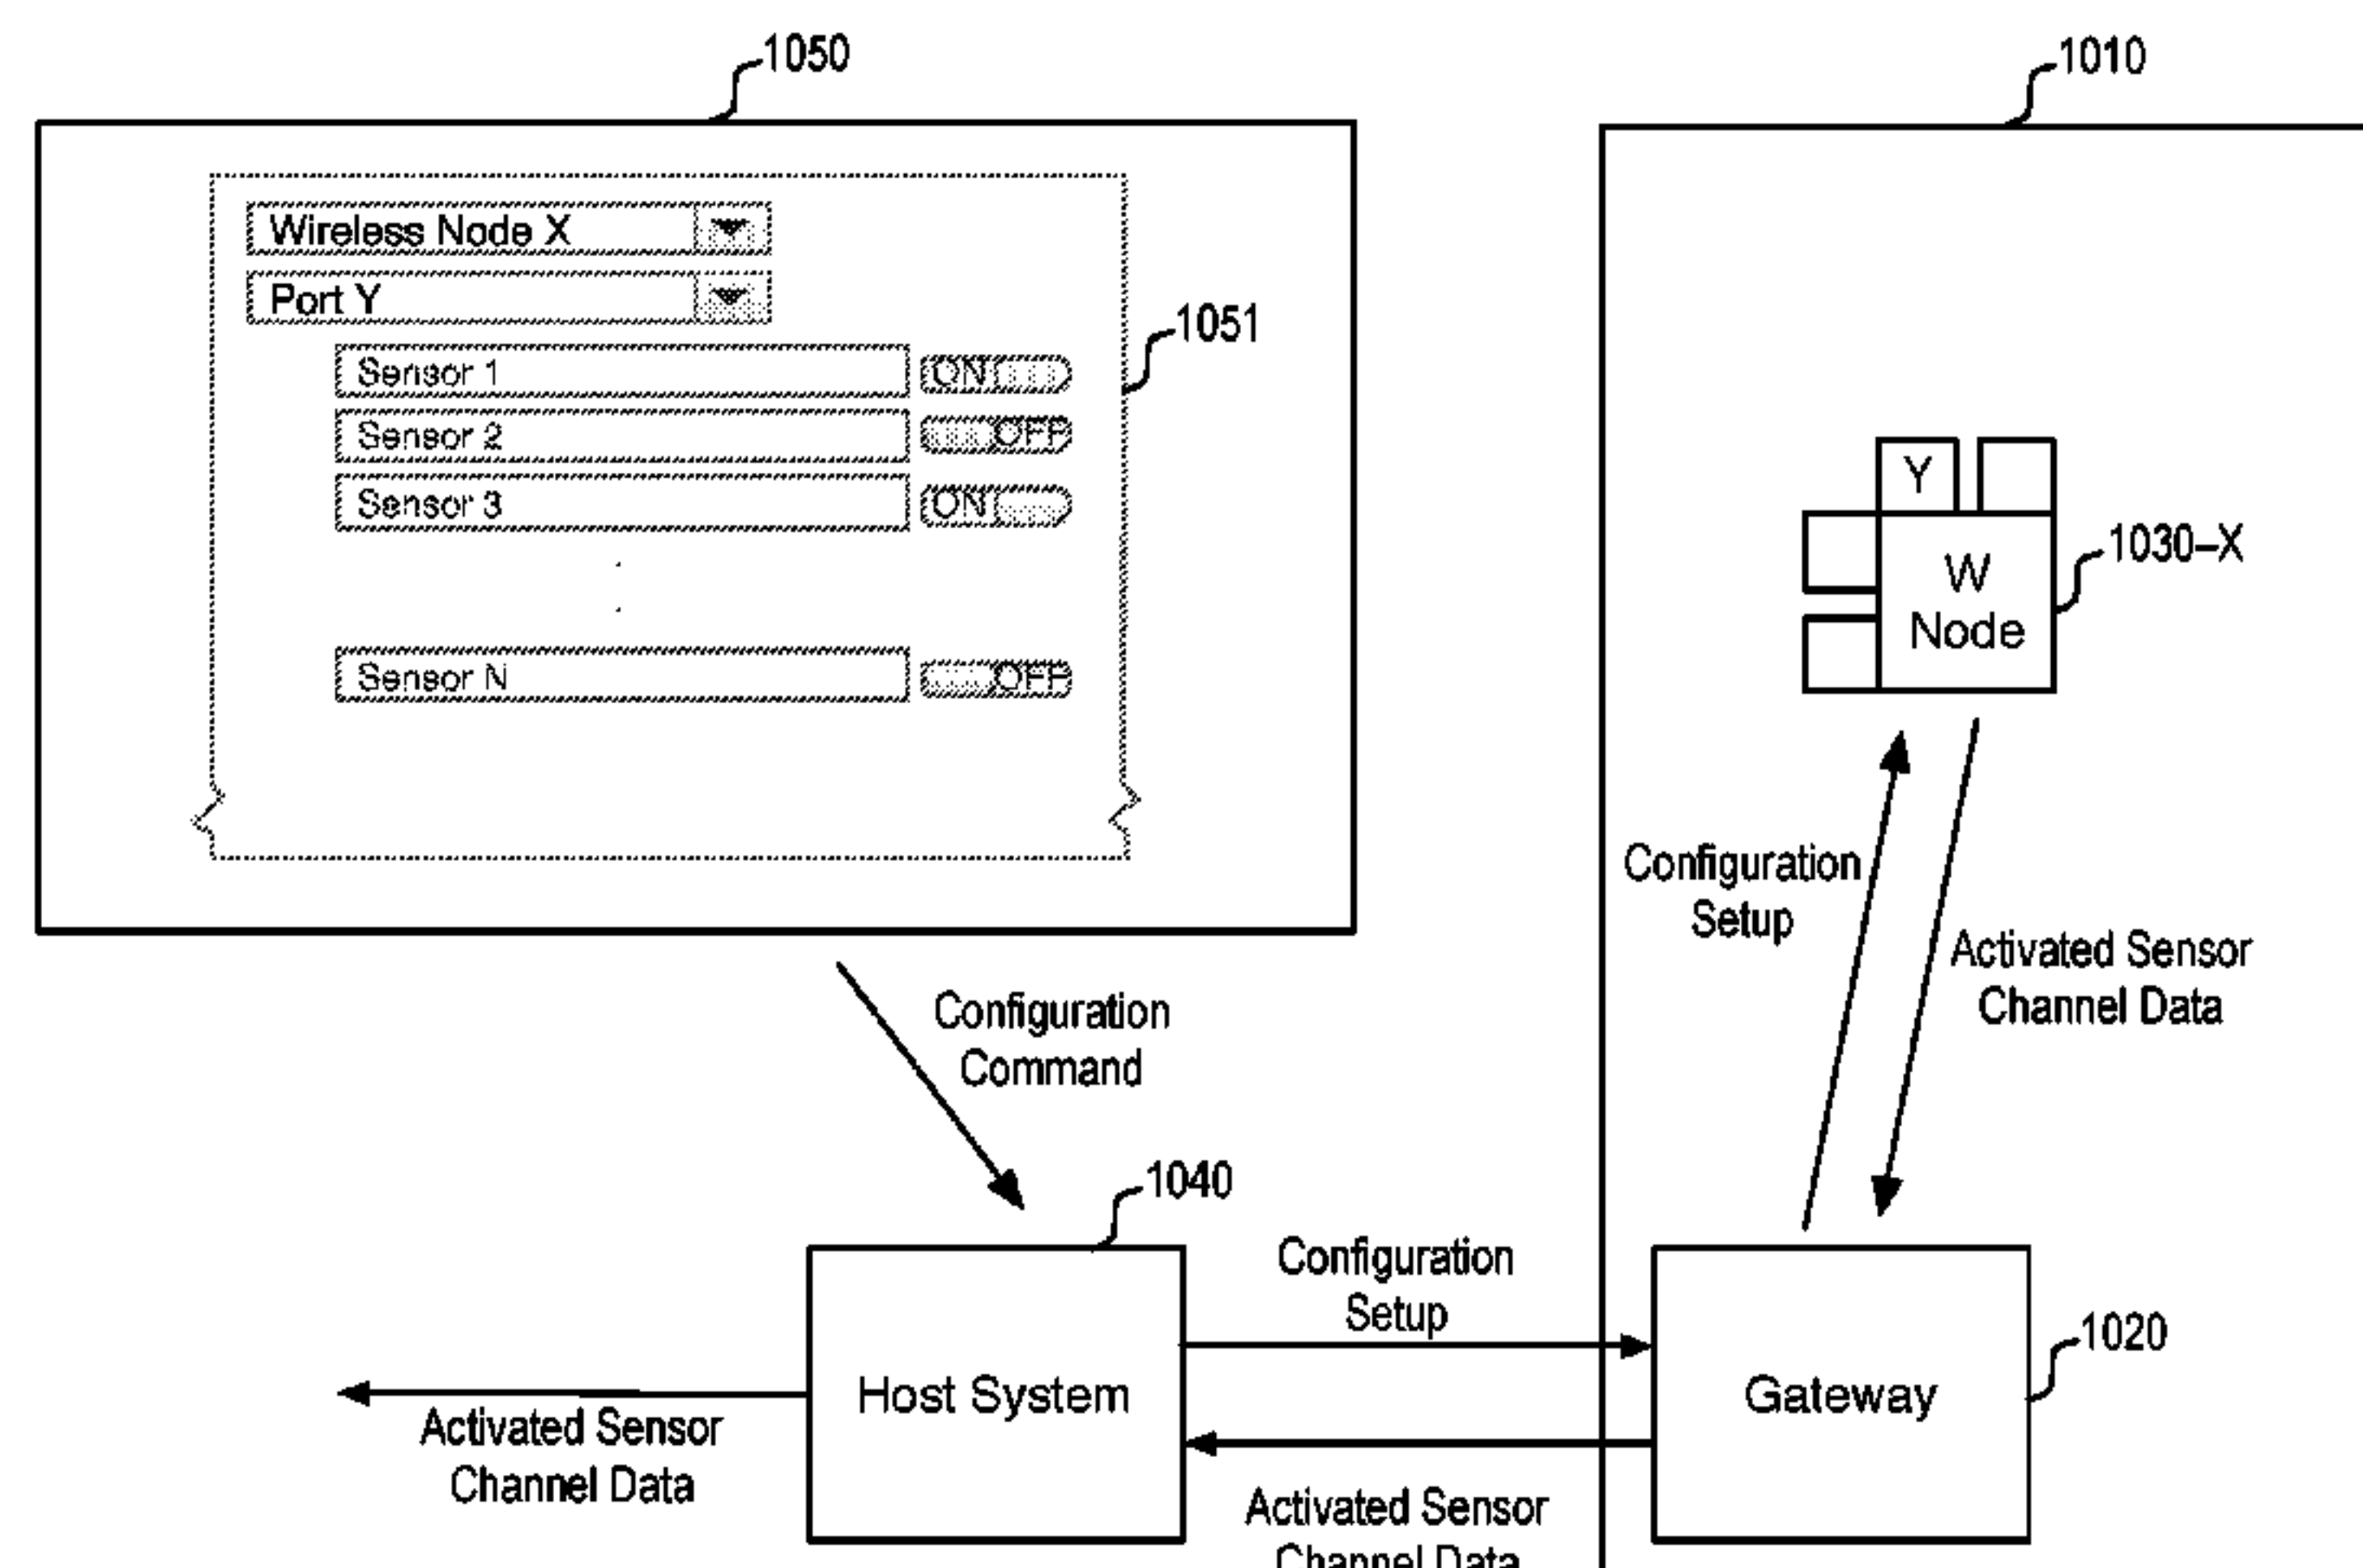 1050
1010
Wireless Node X
Port Y
1051
Sensor 1
ON
Sensor 2
OFF
Sensor 3
ON
Sensor N
OFF
Y
W
Node
1030–X
Configuration
Setup
Activated Sensor
Channel Data
Configuration
Command
1040
Configuration
Setup
Host System
Gateway
1020
Activated Sensor
Channel Data
Activated Sensor
Channel Data